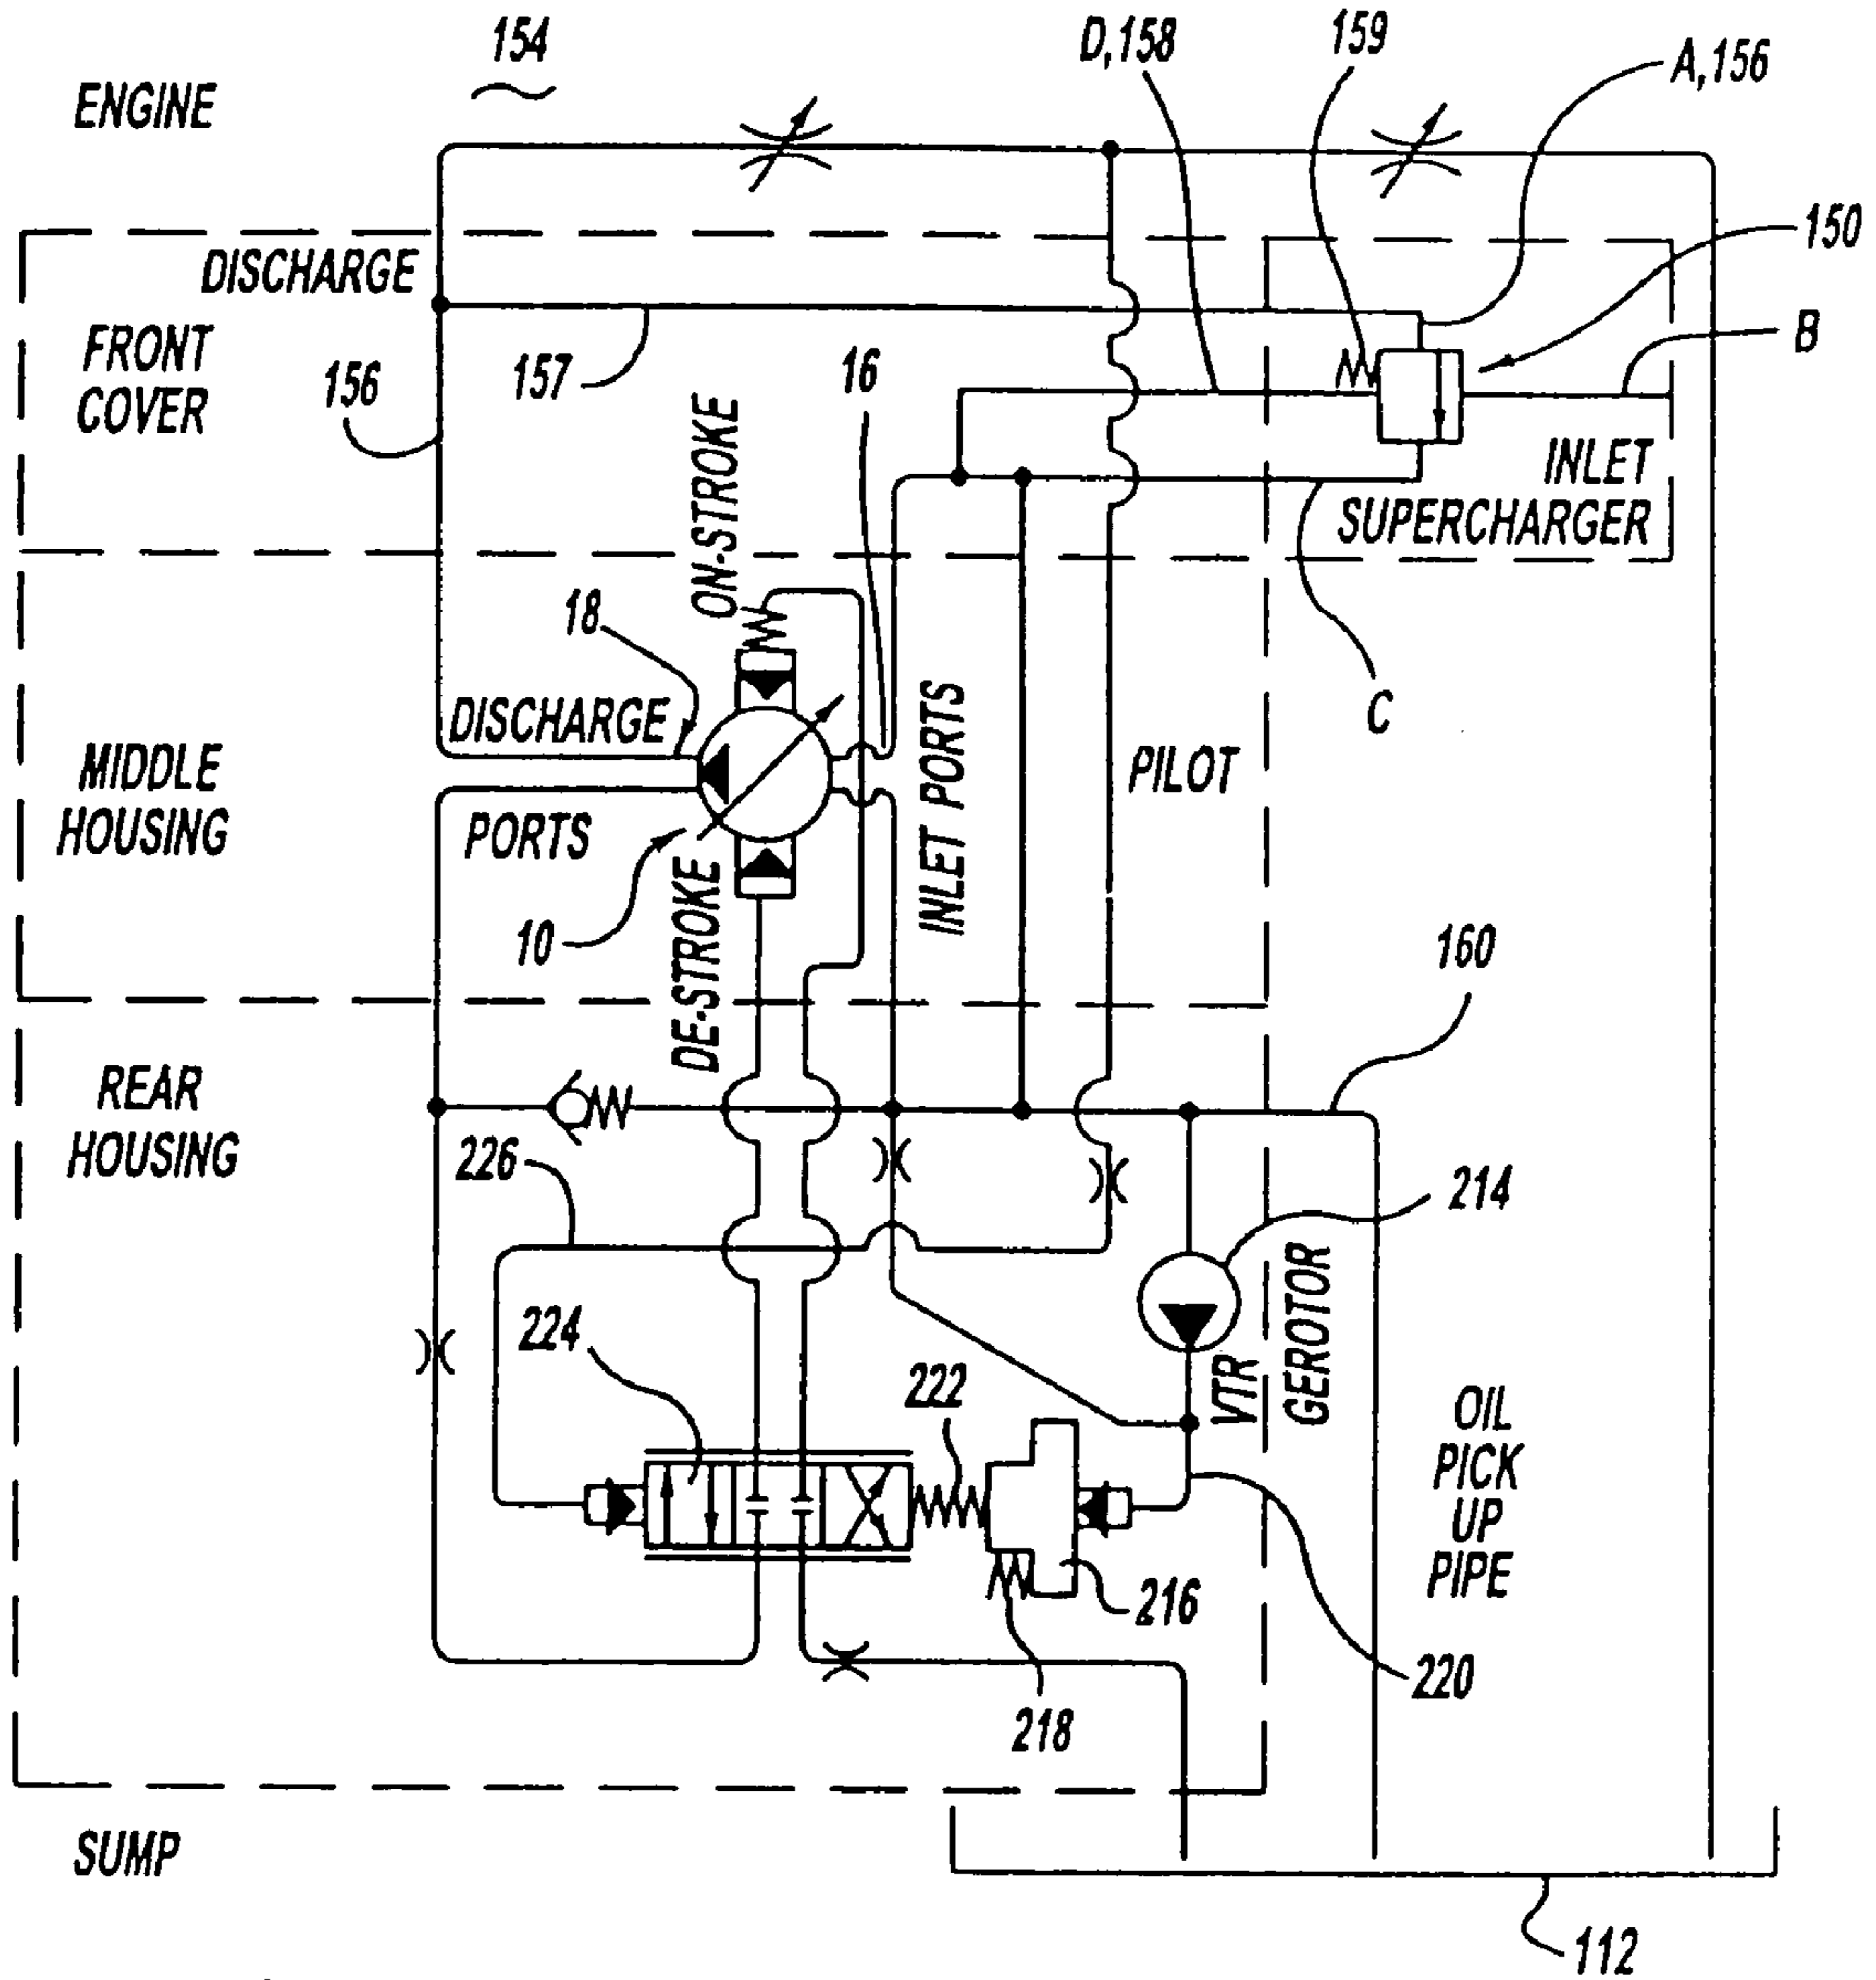 154
D,158
159
A,156
ENGINE
150
DISCHARGE
FRONT
COVER
156
157
16
B
ON-STROKE
INLET
SUPERCHARGER
18
C
DISCHARGE
PORTS
INLET PORTS
PILOT
MIDDLE
HOUSING
10
DE-STROKE
160
REAR
HOUSING
226
214
224
222
VTR
GEROTOR
OIL
PICK
UP
PIPE
216
220
218
SUMP
112